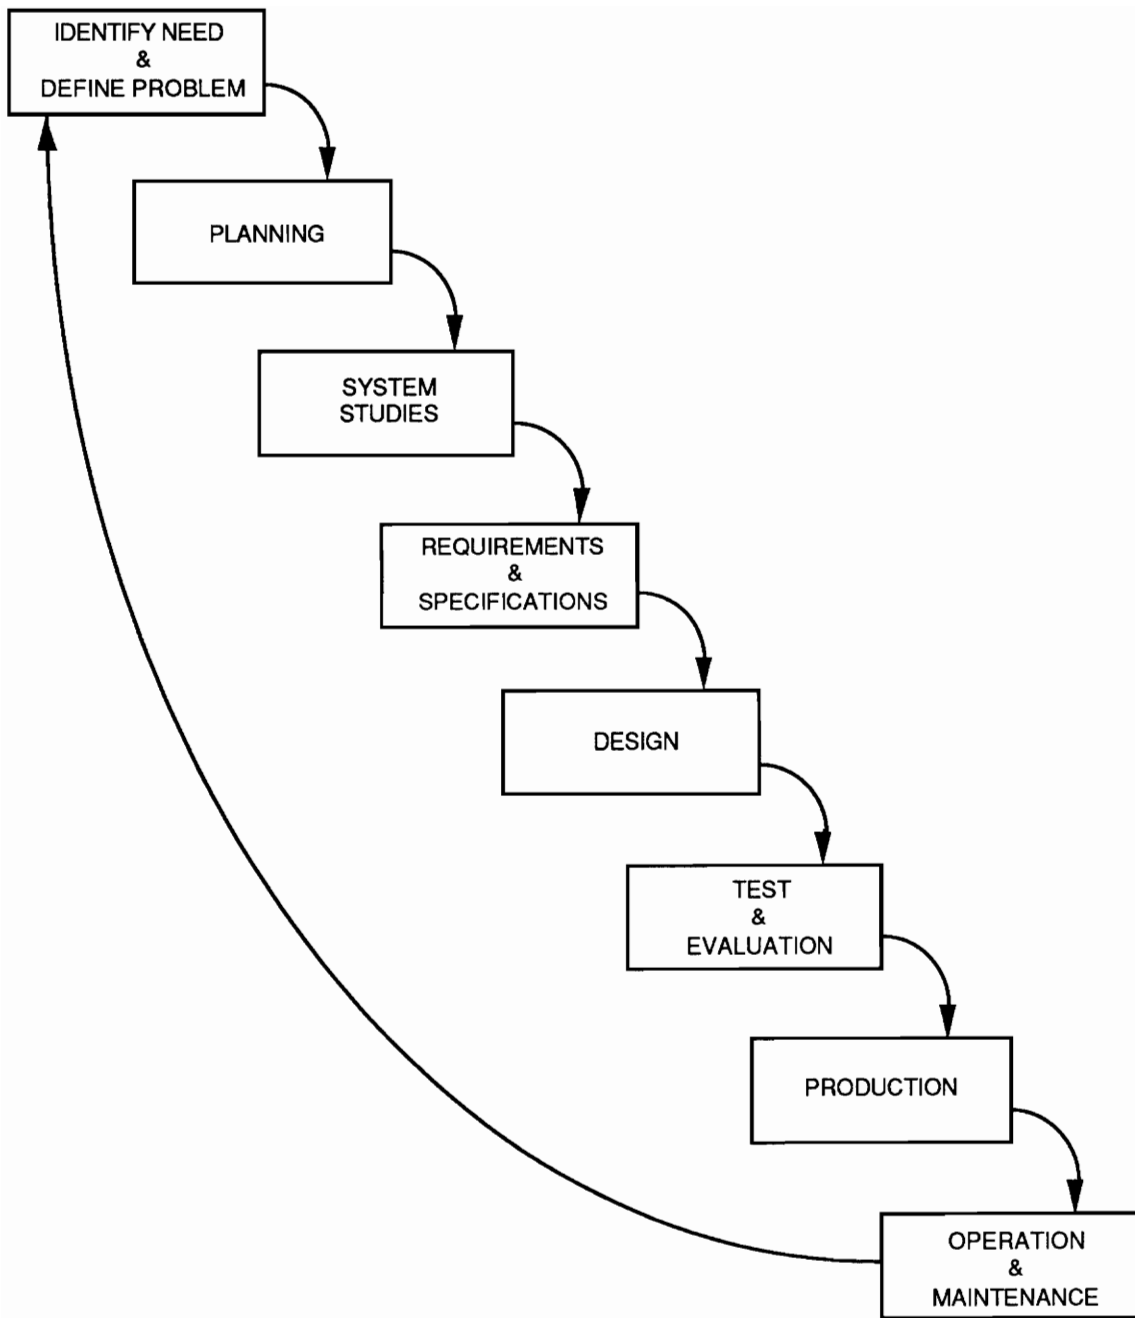 IDENTIFY NEED
&
DEFINE PROBLEM
PLANNING
SYSTEM
STUDIES
REQUIREMENTS
&
SPECIFICATIONS
DESIGN
TEST
&
EVALUATION
PRODUCTION
OPERATION
&
MAINTENANCE